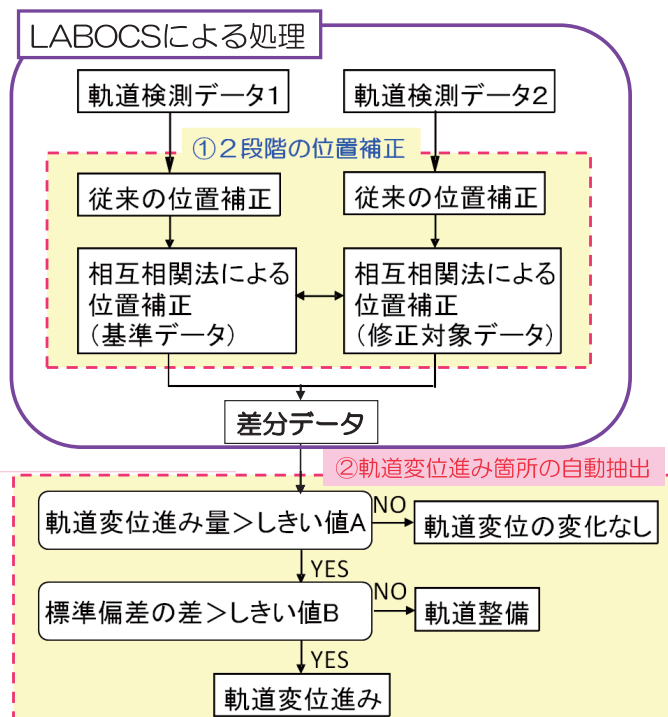 LABOCSによる処理
軌道検測データ1
軌道検測データ2
①2段階の位置補正
従来の位置補正
従来の位置補正
相互相関法による
位置補正
(基準データ)
相互相関法による
位置補正
(修正対象データ)
差分データ
②軌道変位進み箇所の自動抽出
軌道変位進み量>しきい値A
NO
軌道変位の変化なし
YES
標準偏差の差>しきい値B
NO
軌道整備
YES
軌道変位進み